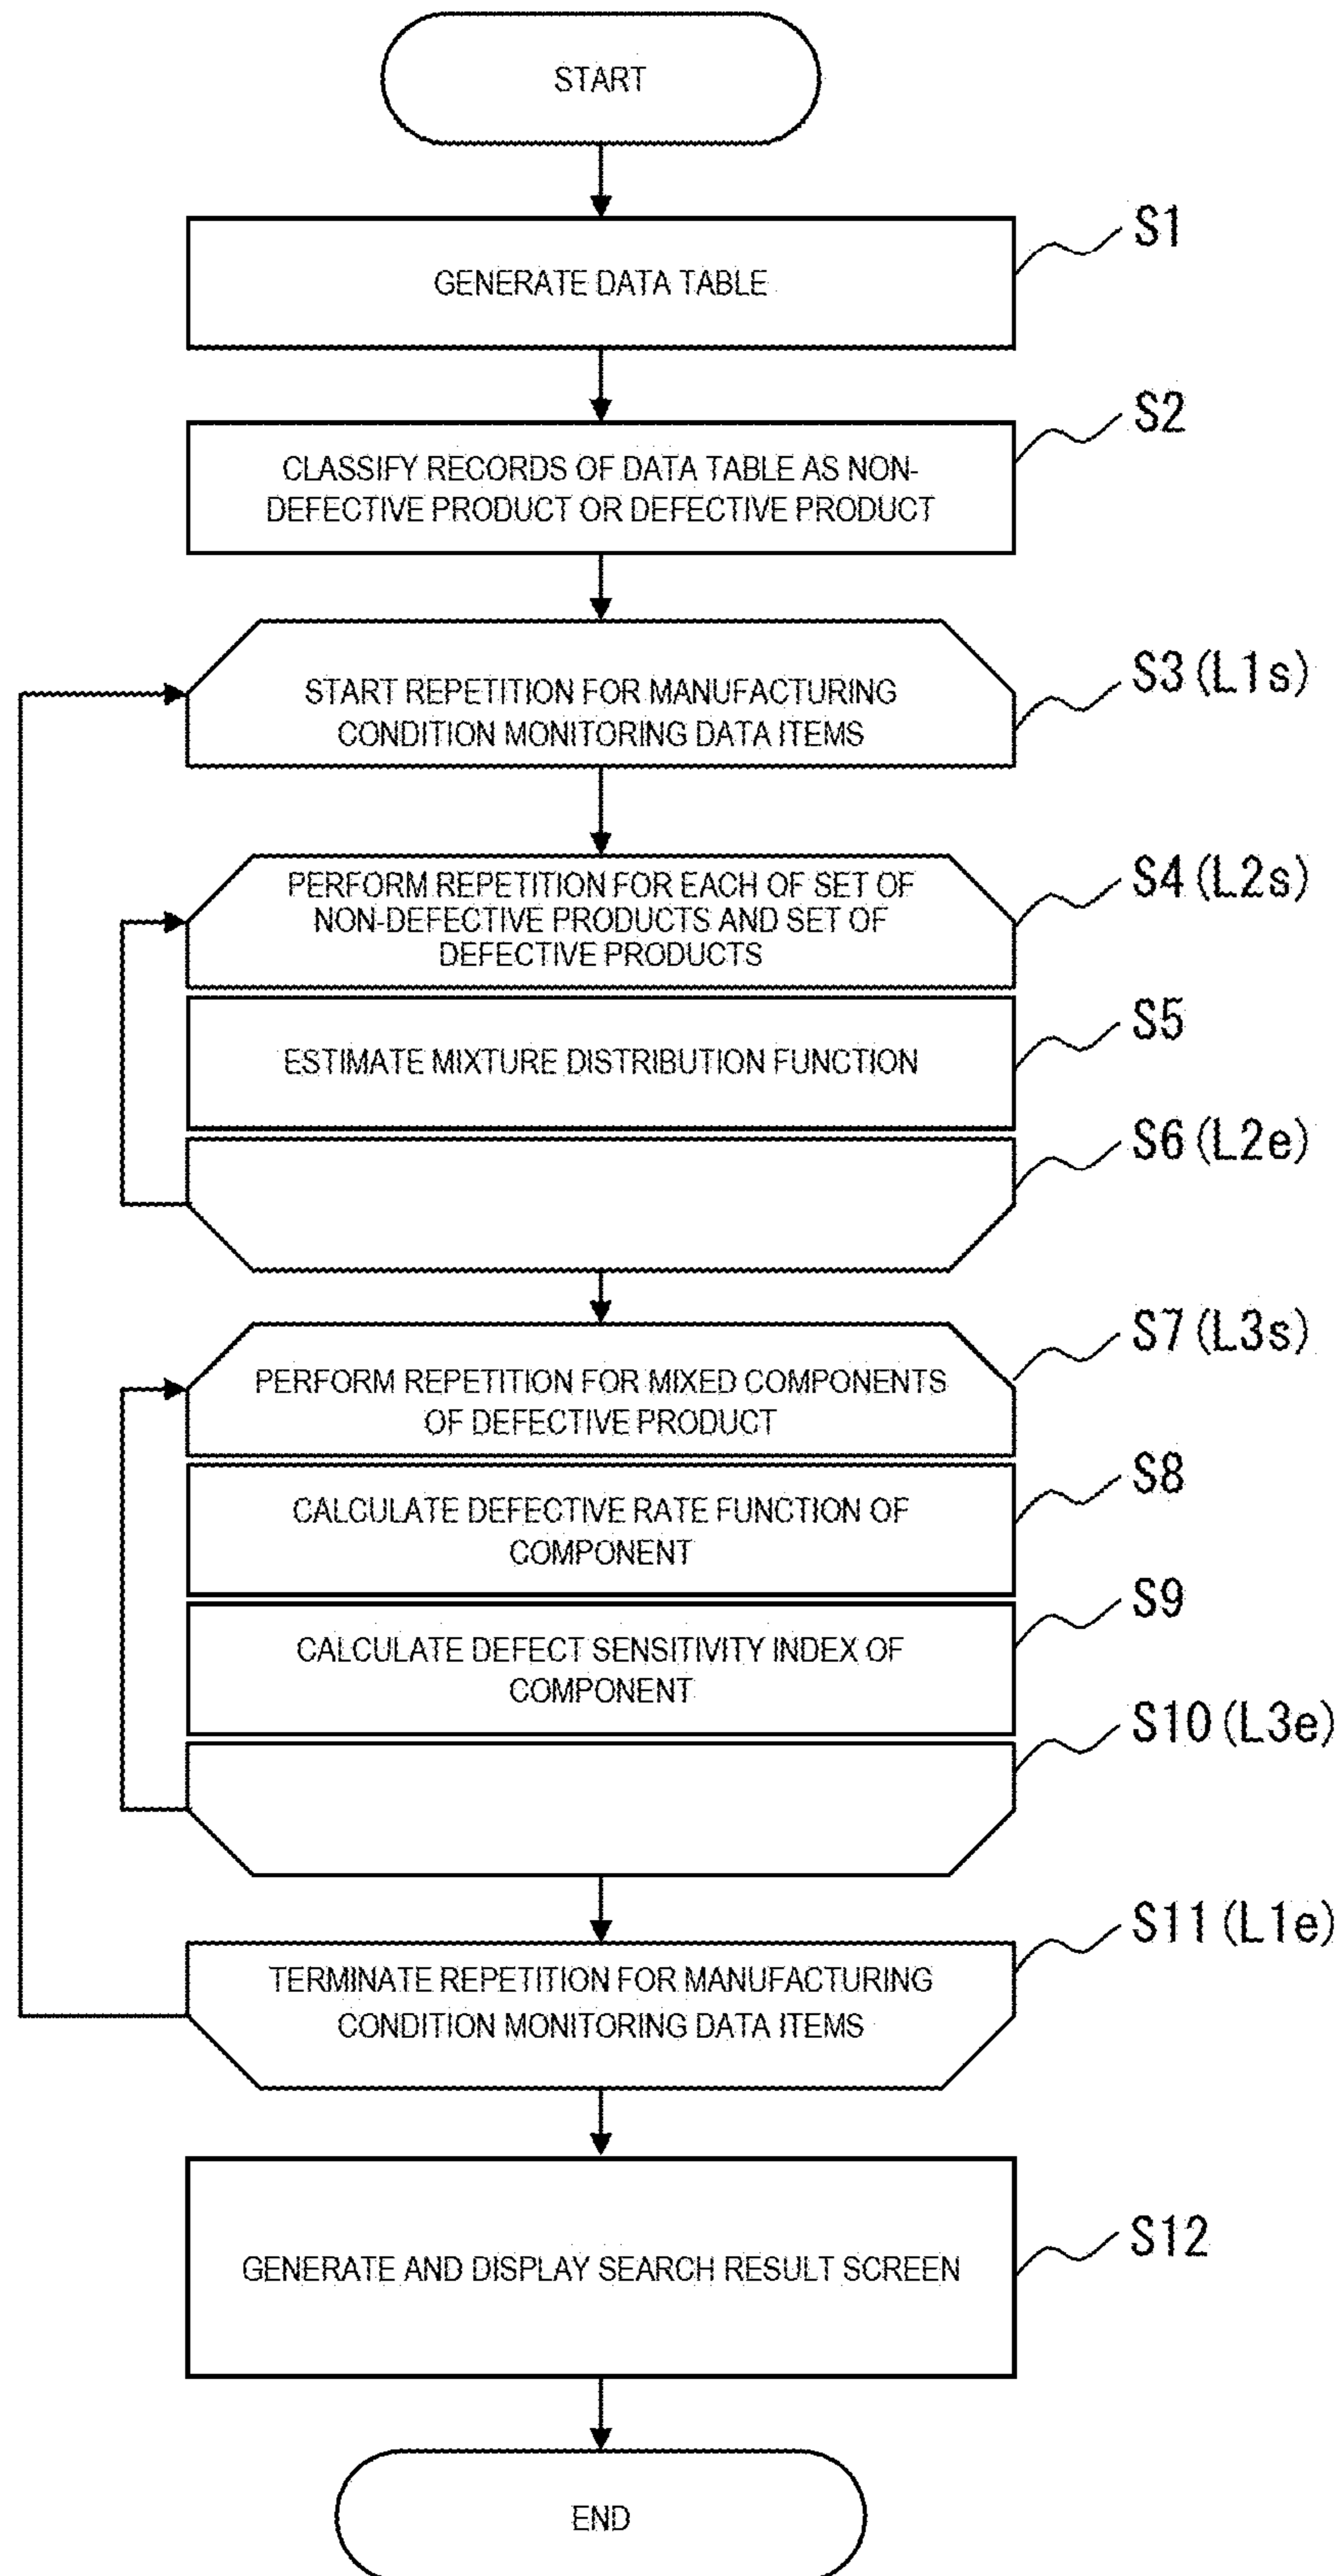 START
GENERATE DATA TABLE
S1
CLASSIFY RECORDS OF DATA TABLE AS NON-
DEFECTIVE PRODUCT OR DEFECTIVE PRODUCT
S2
START REPETITION FOR MANUFACTURING
CONDITION MONITORING DATA ITEMS
S3 (L1s)
PERFORM REPETITION FOR EACH OF SET OF
NON-DEFECTIVE PRODUCTS AND SET OF
DEFECTIVE PRODUCTS
S4 (L2s)
ESTIMATE MIXTURE DISTRIBUTION FUNCTION
S5
S6 (L2e)
PERFORM REPETITION FOR MIXED COMPONENTS
OF DEFECTIVE PRODUCT
S7 (L3s)
CALCULATE DEFECTIVE RATE FUNCTION OF
COMPONENT
S8
CALCULATE DEFECT SENSITIVITY INDEX OF
COMPONENT
S9
S10 (L3e)
TERMINATE REPETITION FOR MANUFACTURING
CONDITION MONITORING DATA ITEMS
S11 (L1e)
GENERATE AND DISPLAY SEARCH RESULT SCREEN
S12
END